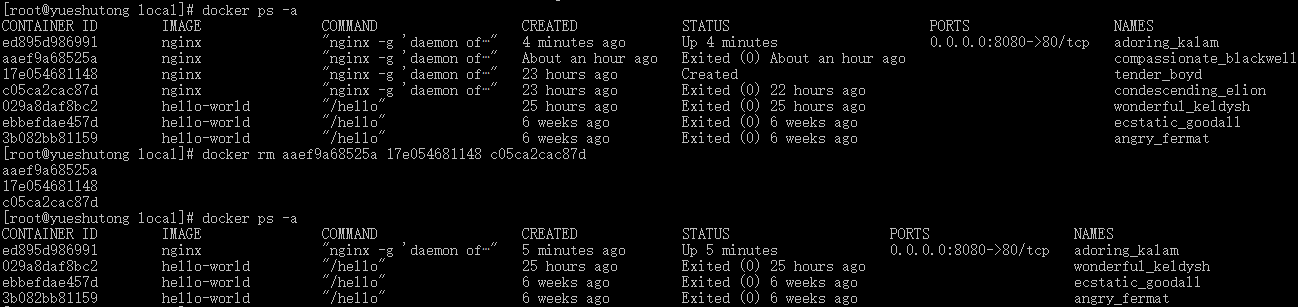 [root@yueshutong local]# docker ps -a
CONTAINER ID IMAGE COMMAND CREATED STATUS PORTS NAMES
ed895d986991 nginx "nginx -g 'daemon of…" 4 minutes ago Up 4 minutes 0.0.0.0:8080->80/tcp adoring_kalam
aaef9a68525a nginx "nginx -g 'daemon of…" About an hour ago Exited (0) About an hour ago compassionate_blackwell
17e054681148 nginx "nginx -g 'daemon of…" 23 hours ago Created tender_boyd
c05ca2cac87d nginx "nginx -g 'daemon of…" 23 hours ago Exited (0) 22 hours ago condescending_elion
029a8daf8bc2 hello-world "/hello" 25 hours ago Exited (0) 25 hours ago wonderful_keldysh
ebbefdae457d hello-world "/hello" 6 weeks ago Exited (0) 6 weeks ago ecstatic_goodall
3b082bb81159 hello-world "/hello" 6 weeks ago Exited (0) 6 weeks ago angry_fermat
[root@yueshutong local]# docker rm aaef9a68525a 17e054681148 c05ca2cac87d
aaef9a68525a
17e054681148
c05ca2cac87d
[root@yueshutong local]# docker ps -a
CONTAINER ID IMAGE COMMAND CREATED STATUS PORTS NAMES
ed895d986991 nginx "nginx -g 'daemon of…" 5 minutes ago Up 5 minutes 0.0.0.0:8080->80/tcp adoring_kalam
029a8daf8bc2 hello-world "/hello" 25 hours ago Exited (0) 25 hours ago wonderful_keldysh
ebbefdae457d hello-world "/hello" 6 weeks ago Exited (0) 6 weeks ago ecstatic_goodall
3b082bb81159 hello-world "/hello" 6 weeks ago Exited (0) 6 weeks ago angry_fermat